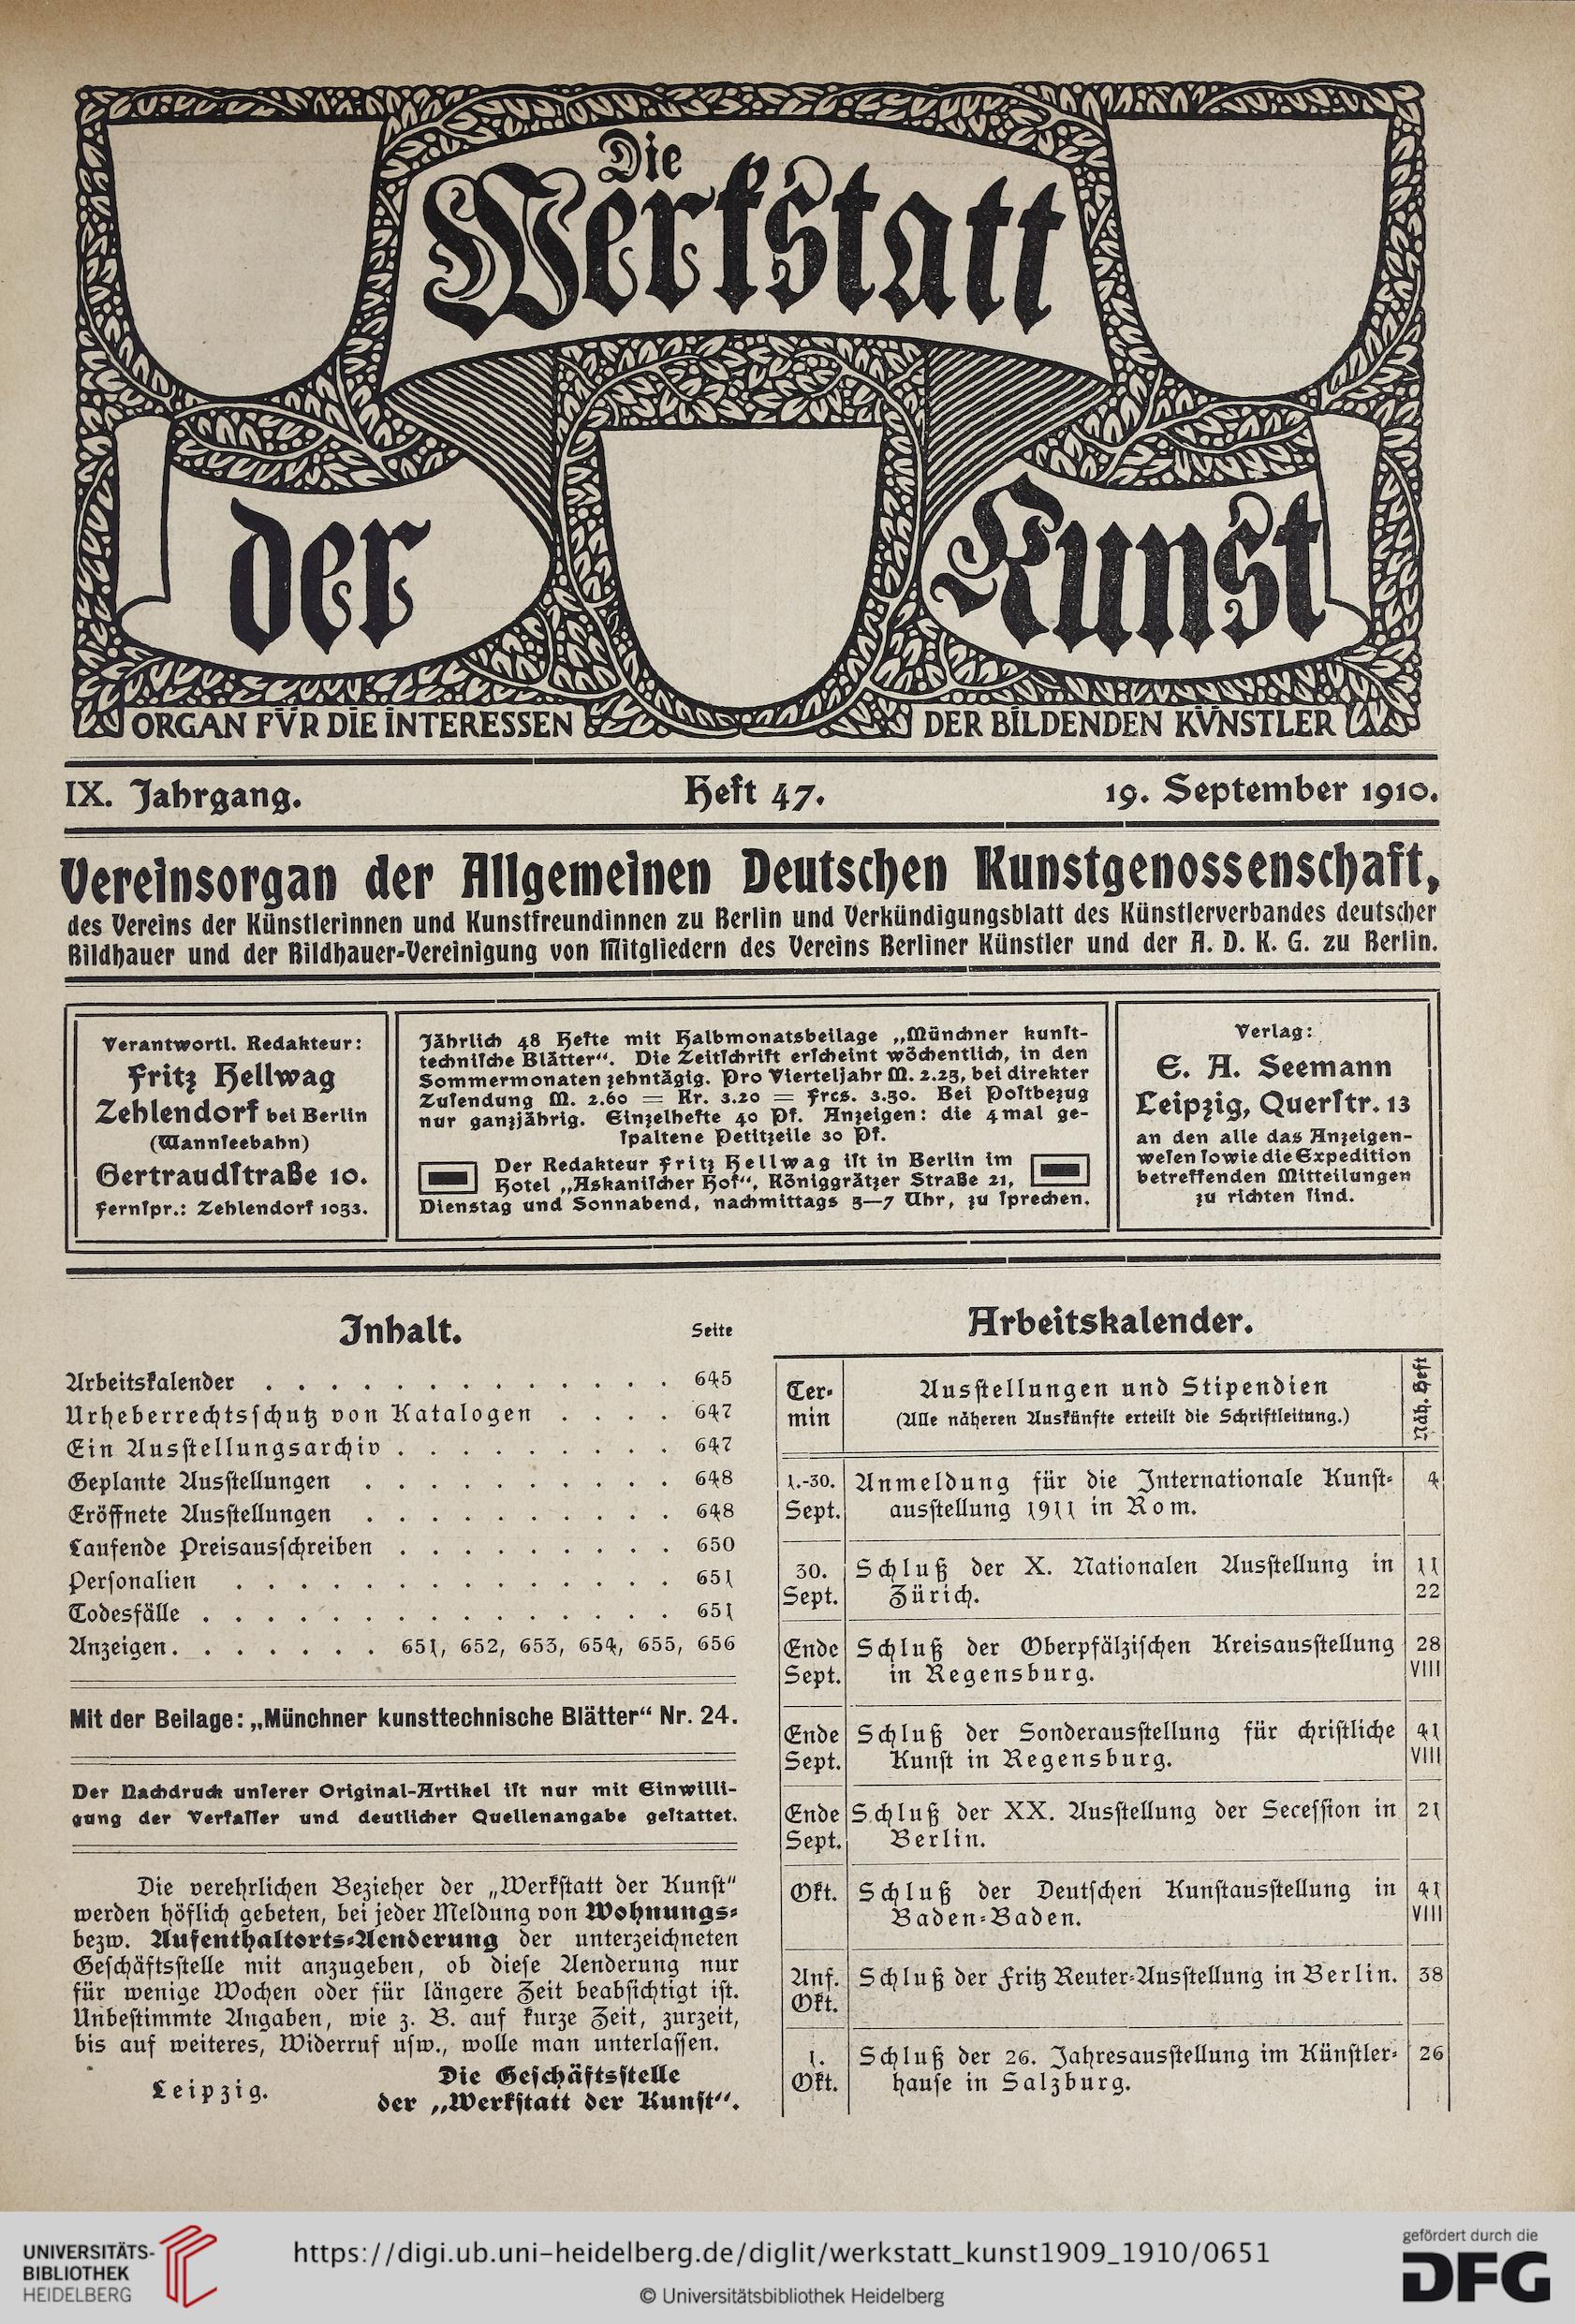 Die
Werkstatt
der
Kunst
ORGAN FVR DIE INTERESSEN
DER BILDENDEN KVNSTLER
IX. Jahrgang.
Heft 47.
19. September 1910.
Vereinsorgan der Allgemeinen Deutschen Kunstgenossenschaft,
des Vereins der Künstlerinnen und Kunstfreundinnen zu Berlin und Verkündigungsblatt des Künstlerverbandes deutscher
Bildhauer und der Bildhauer-Vereinigung von Mitgliedern des Vereins Berliner Künstler und der A. D. K. G. zu Berlin.
Verantwortl. Redakteur:
Fritz Hellwag
Zehlendorf bei Berlin
(Wannſeebahn)
Gertraudſtraße 10.
Fernſpr.: Zehlendorf 1053.
Jährlich 48 Hefte mit Halbmonatsbeilage „Münchner kunſt-
techniſche Blätter“. Die Zeitſchrift erſcheint wöchentlich, in den
Sommermonaten zehntägig. Pro Vierteljahr M. 2.25, bei direkter
Zuſendung M. 2.60 = Kr. 3.20 = Frcs. 3.50. Bei Poſtbezug
nur ganzjährig. Einzelhefte 40 Pf. Anzeigen: die 4mal ge-
ſpaltene Petitzeile 30 Pf.
Der Redakteur Fritz Hellwag iſt in Berlin im
Hotel „Askaniſcher Hof“, Königgrätzer Straße 21,
Dienstag und Sonnabend, nachmittags 5—7 Uhr, zu ſprechen.
Verlag:
E. A. Seemann
Leipzig, Querſtr. 13
an den alle das Anzeigen-
weſen ſowie die Expedition
betreffenden Mitteilungen
zu richten ſind.
Inhalt.
Seite
Arbeitskalender . . . . . . . . . . . . . 645
Urheberrechtsſchutz von Katalogen . . . . 647
Ein Ausſtellungsarchiv . . . . . . . . . 647
Geplante Ausſtellungen . . . . . . . . . . 648
Eröffnete Ausſtellungen . . . . . . . . . . 648
Laufende Preisausſchreiben . . . . . . . . . 650
Perſonalien . . . . . . . . . . . . . . 651
Todesfälle . . . . . . . . . . . . . . . 651
Anzeigen. . . . . . . . 651, 652, 653, 654, 655, 656
Mit der Beilage: „Münchner kunsttechnische Blätter“ Nr. 24.
Der Nachdruck unſerer Original-Artikel iſt nur mit Einwilli-
gung der Verfaſſer und deutlicher Quellenangabe geſtattet.
Die verehrlichen Bezieher der „Werkſtatt der Kunſt“
werden höflich gebeten, bei jeder Meldung von Wohnungs-
bezw. Aufenthaltorts-Aenderung der unterzeichneten
Geſchäftsſtelle mit anzugeben, ob dieſe Aenderung nur
für wenige Wochen oder für längere Zeit beabſichtigt iſt.
Unbeſtimmte Angaben, wie z. B. auf kurze Zeit, zurzeit,
bis auf weiteres, Widerruf uſw., wolle man unterlaſſen.
Leipzig.
Die Geſchäftsſtelle
der „Werkſtatt der Kunſt“.
Arbeitskalender.
Ter-
min
Ausſtellungen und Stipendien
(Alle näheren Auskünfte erteilt die Schriftleitung.)
Näh. Heft
1.-30. Anmeldung für die Internationale Kunſt- 4
Sept. ausſtellung 1911 in Rom.
30. Schluß der X. Nationalen Ausſtellung in 11
Sept. Zürich. 22
Ende Schluß der Oberpfälziſchen Kreisausſtellung 28
Sept. in Regensburg. VIII
Ende Schluß der Sonderausſtellung für chriſtliche 41
Sept. Kunſt in Regensburg. VIII
Ende Schluß der XX. Ausſtellung der Seceſſion in 21
Sept. Berlin.
Okt. Schluß der Deutſchen Kunſtausſtellung in 41
Baden-Baden. VIII
Anf. Schluß der Fritz Reuter-Ausſtellung in Berlin. 38
Okt.
1. Schluß der 26. Jahresausſtellung im Künſtler- 26
Okt. hauſe in Salzburg.
UNIVERSITÄTS-
BIBLIOTHEK
HEIDELBERG
https://digi.ub.uni-heidelberg.de/diglit/werkstatt_kunst1909_1910/0651
© Universitätsbibliothek Heidelberg
gefördert durch die
DFG